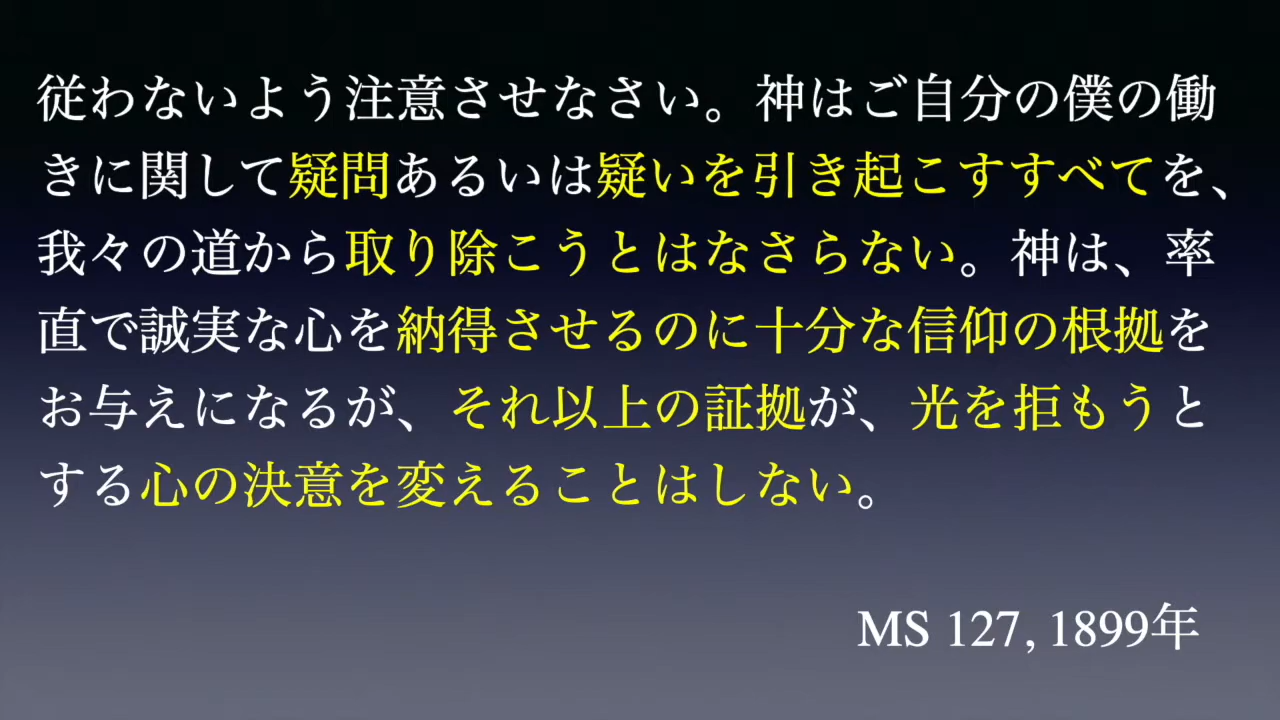 従わないよう注意させなさい。神はご自分の僕の働
きに関して疑問あるいは疑いを引き起こすすべてを、
我々の道から取り除こうとはなさらない。神は、率
直で誠実な心を納得させるのに十分な信仰の根拠を
お与えになるが、それ以上の証拠が、光を拒もうと
する心の決意を変えることはしない。
MS 127, 1899年